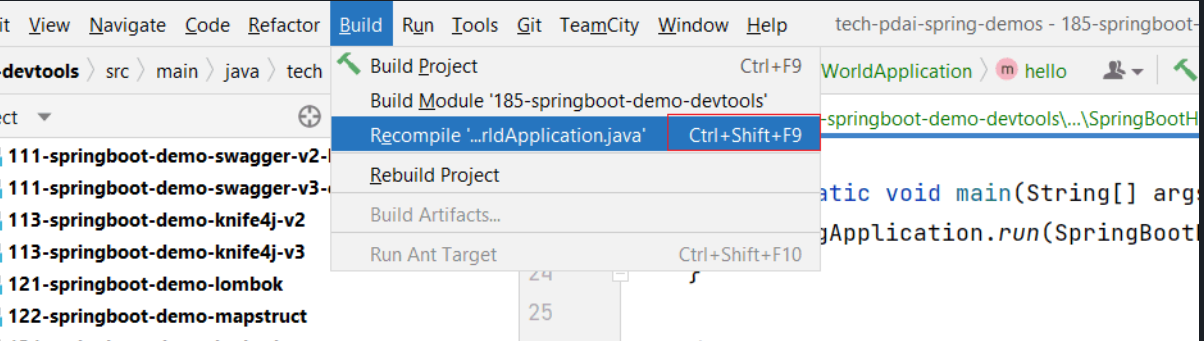 it View Navigate Code Refactor Build Run Tools Git TeamCity Window Help tech-pdai-spring-demos - 185-springboot-
-devtools src main java tech
WorldApplication m hello
ect
Build Project Ctrl+F9
Build Module '185-springboot-demo-devtools'
Recompile '...rldApplication.java' Ctrl+Shift+F9
Rebuild Project
Build Artifacts...
Run Ant Target Ctrl+Shift+F10
-springboot-demo-devtools\...\SpringBootH
111-springboot-demo-swagger-v2-
111-springboot-demo-swagger-v3-
113-springboot-demo-knife4j-v2
113-springboot-demo-knife4j-v3
121-springboot-demo-lombok
122-springboot-demo-mapstruct
atic void main(String[] args
gApplication.run(SpringBootH
24 }
25